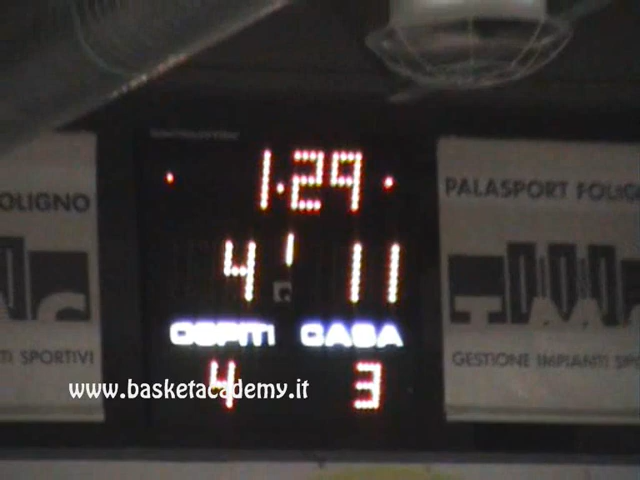 1.29
OLIGNO
PALASPORT FOLIG
4 1 11
OSPITI CASA
TI SPORTIVI
GESTIONE IMPIANTI SP
4 3
www.basketacademy.it